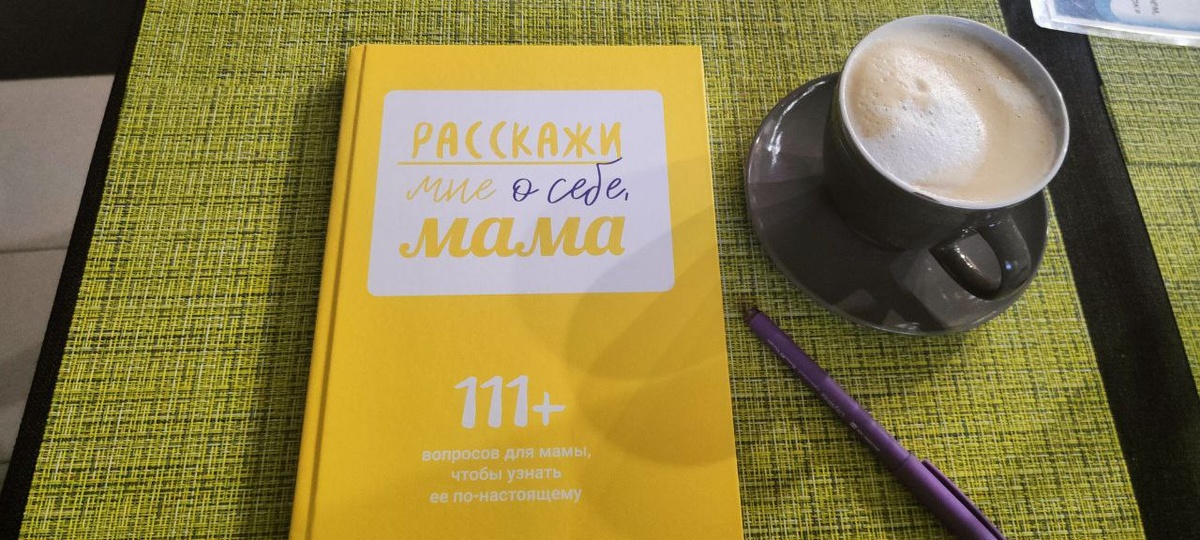 РАССКАЖИ
мне о себе,
мама
111+
вопросов для мамы,
чтобы узнать
ее по-настоящему